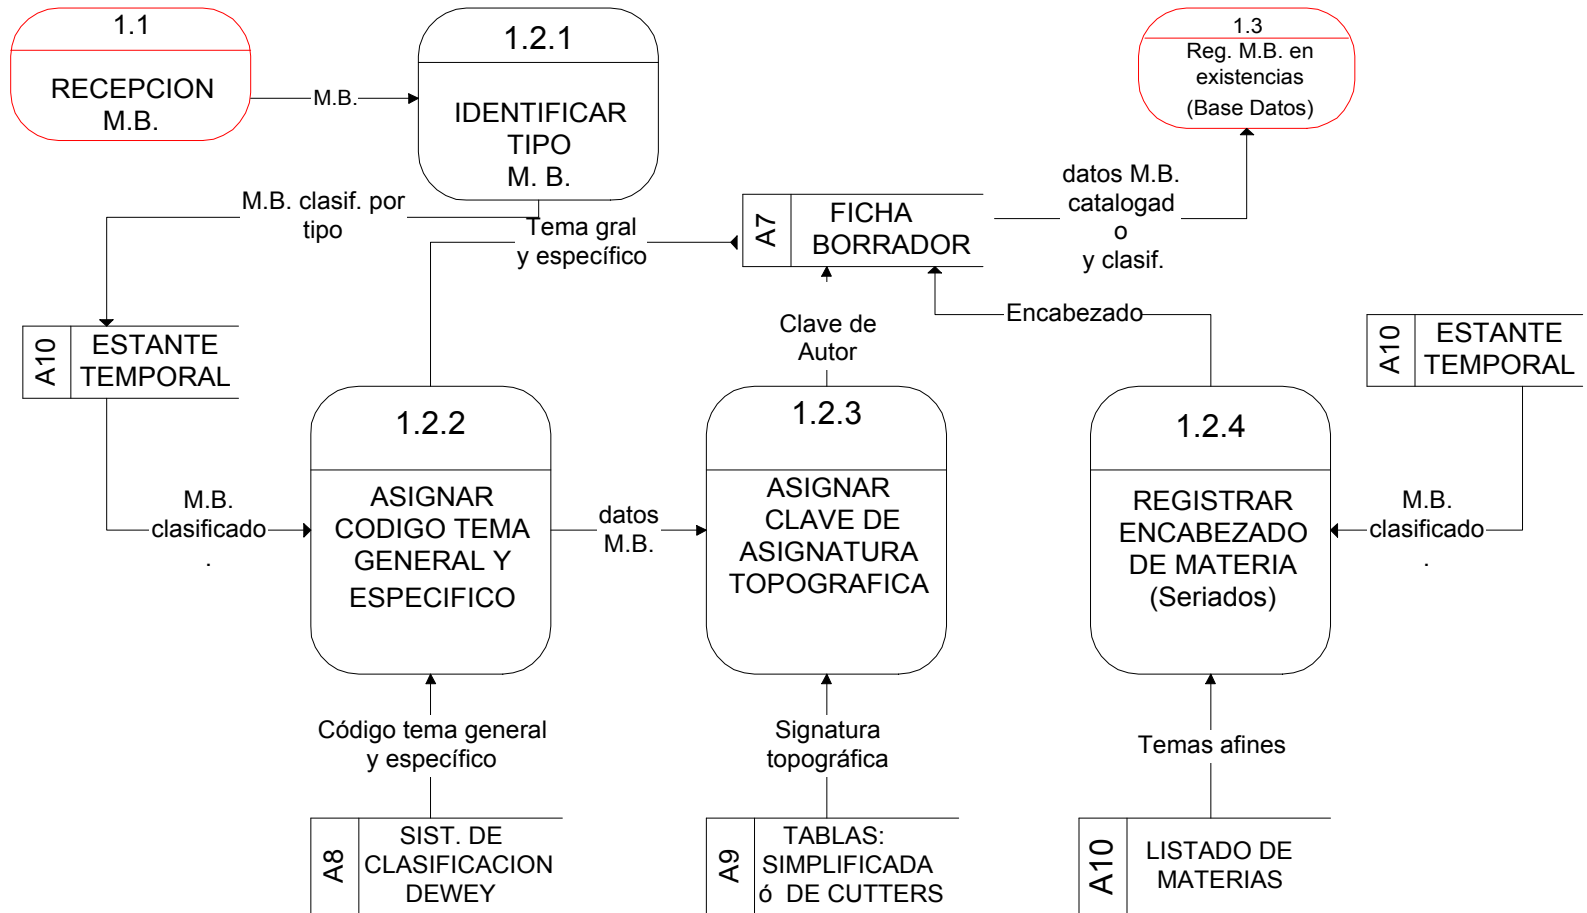 1.1
RECEPCION
M.B.
M.B.
1.2.1
IDENTIFICAR
TIPO
M. B.
1.3
Reg. M.B. en
existencias
(Base Datos)
M.B. clasif. por
tipo
Tema gral
y específico
A7
FICHA
BORRADOR
datos M.B.
catalogad
o
y clasif.
A10
ESTANTE
TEMPORAL
Clave de
Autor
Encabezado
A10
ESTANTE
TEMPORAL
M.B.
clasificado
.
1.2.2
ASIGNAR
CODIGO TEMA
GENERAL Y
ESPECIFICO
datos
M.B.
1.2.3
ASIGNAR
CLAVE DE
ASIGNATURA
TOPOGRAFICA
1.2.4
REGISTRAR
ENCABEZADO
DE MATERIA
(Seriados)
M.B.
clasificado
.
Código tema general
y específico
Signatura
topográfica
Temas afines
A8
SIST. DE
CLASIFICACION
DEWEY
A9
TABLAS:
SIMPLIFICADA
ó DE CUTTERS
A10
LISTADO DE
MATERIAS